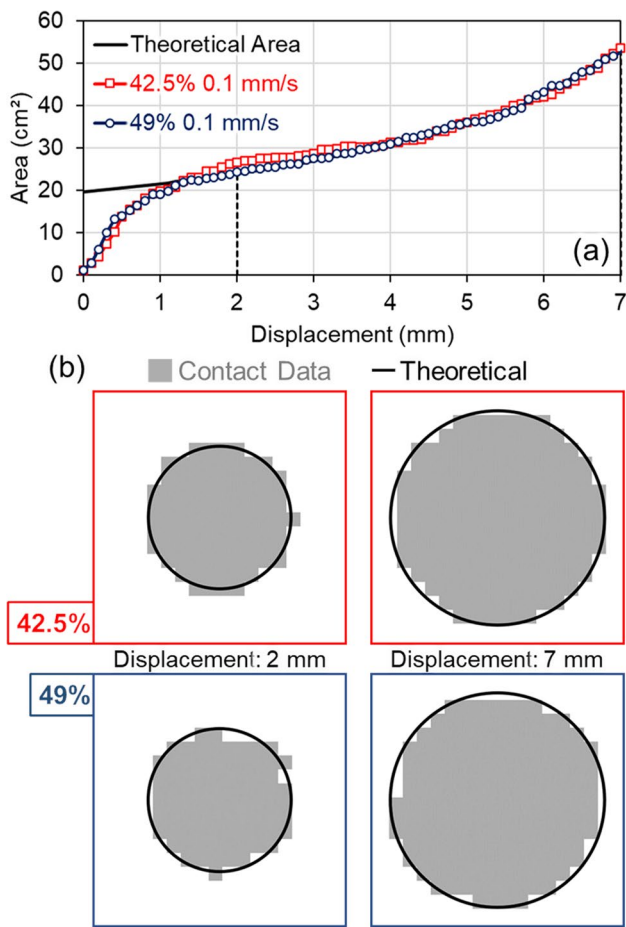 60
50
40
30
20
10
0
Area (cm²)
Theoretical Area
42.5% 0.1 mm/s
49% 0.1 mm/s
(a)
0 1 2 3 4 5 6 7
Displacement (mm)
(b)
Contact Data Theoretical
42.5%
Displacement: 2 mm Displacement: 7 mm
49%